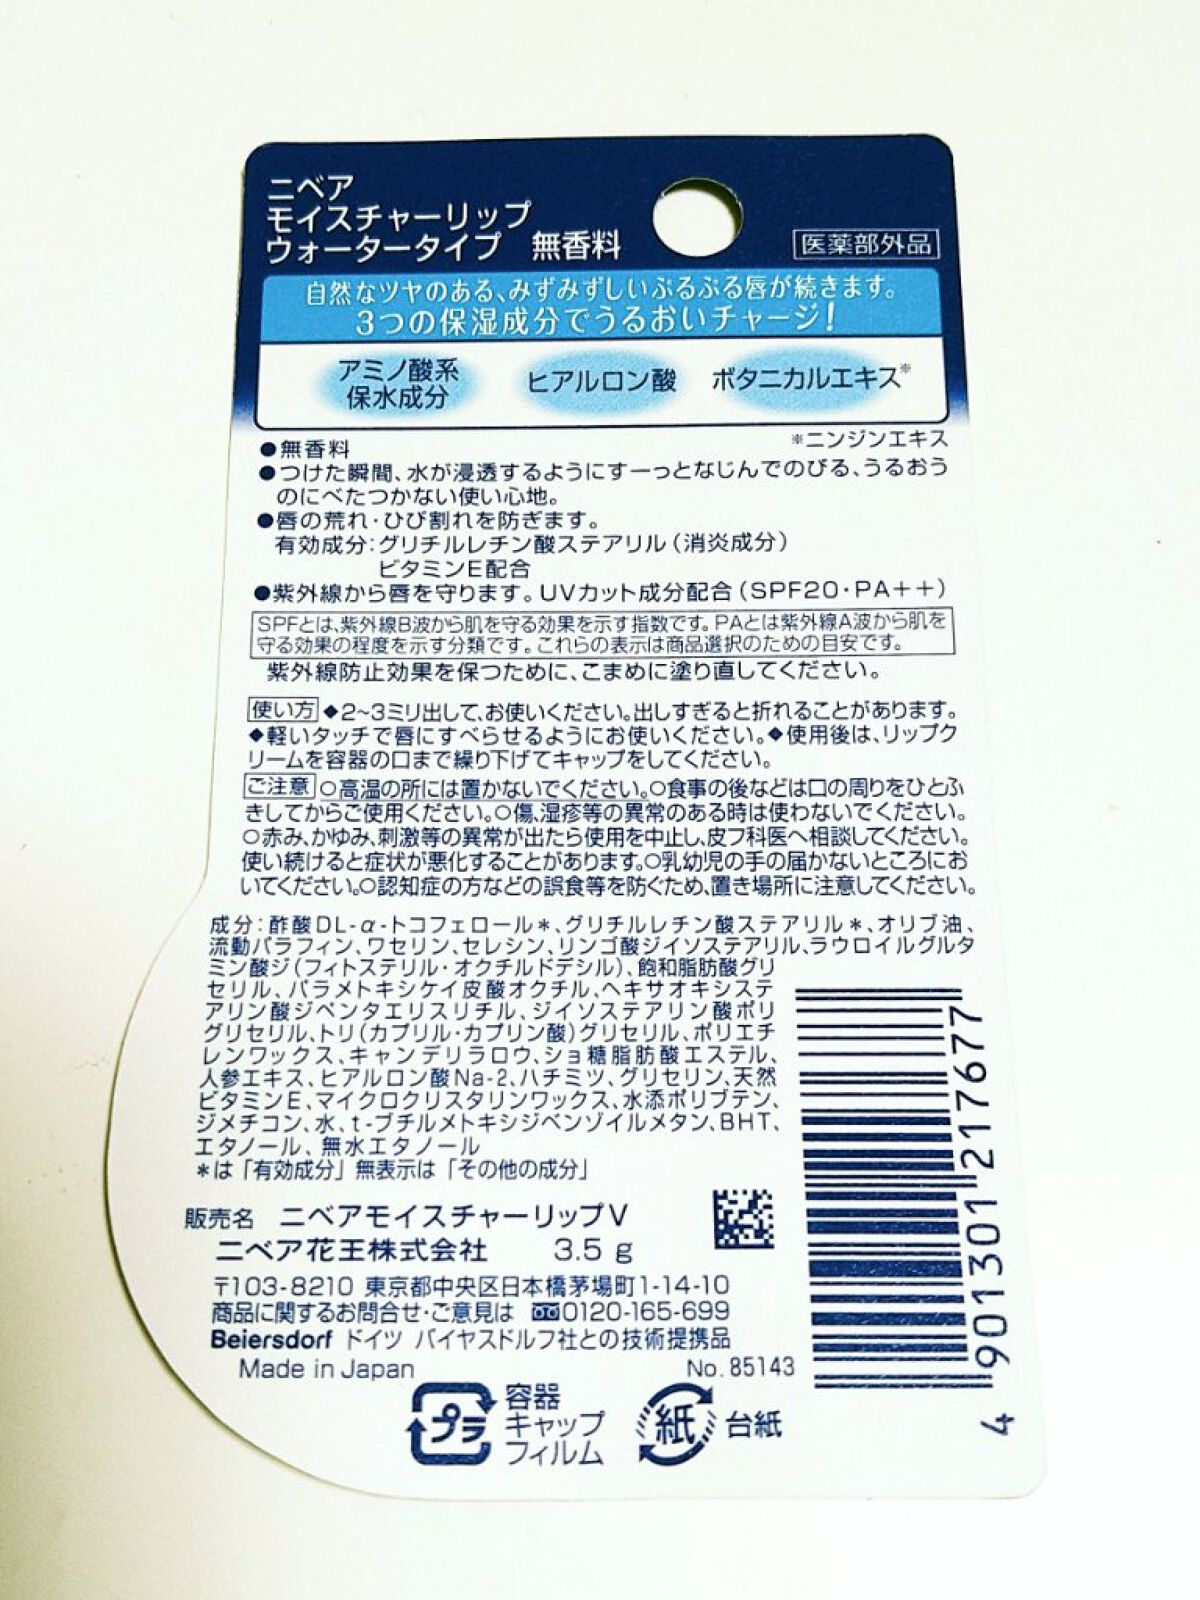 ニベア
モイスチャーリップ
ウォータータイプ 無香料
医薬部外品
自然なツヤのある、みずみずしいぷるぷる唇が続きます。
3つの保湿成分でうるおいチャージ!
アミノ酸系
保水成分
ヒアルロン酸
ボタニカルエキス※
※ニンジンエキス
●無香料
●つけた瞬間、水が浸透するようにすーっとなじんでのびる、うるおう
のにべたつかない使い心地。
●唇の荒れ・ひび割れを防ぎます。
有効成分:グリチルレチン酸ステアリル(消炎成分)
ビタミンE配合
●紫外線から唇を守ります。UVカット成分配合(SPF20・PA++)
SPFとは、紫外線B波から肌を守る効果を示す指数です。PAとは紫外線A波から肌を
守る効果の程度を示す分類です。これらの表示は商品選択のための目安です。
紫外線防止効果を保つために、こまめに塗り直してください。
使い方 ◆2~3ミリ出して、お使いください。出しすぎると折れることがあります。
◆軽いタッチで唇にすべらせるようにお使いください。◆使用後は、リップク
リームを容器の口まで繰り下げてキャップをしてください。
ご注意 ○高温の所には置かないでください。○食事の後などは口の周りをひとふ
きしてからご使用ください。○傷、湿疹等の異常のある時は使わないでください。
○赤み、かゆみ、刺激等の異常が出たら使用を中止し、皮フ科医へ相談してください。
使い続けると症状が悪化することがあります。○乳幼児の手の届かないところにお
いてください。○認知症の方などの誤食等を防ぐため、置き場所に注意してください。
成分:酢酸DL-α-トコフェロール*、グリチルレチン酸ステアリル*、オリブ油、
流動パラフィン、ワセリン、セレシン、リンゴ酸ジイソステアリル、ラウロイルグルタ
ミン酸ジ(フィトステリル・オクチルドデシル)、飽和脂肪酸グリ
セリル、パラメトキシケイ皮酸オクチル、ヘキサオキシステ
アリン酸ジペンタエリスリチル、ジイソステアリン酸ポリ
グリセリル、トリ(カプリル・カプリン酸)グリセリル、ポリエチ
レンワックス、キャンデリラロウ、ショ糖脂肪酸エステル、
人参エキス、ヒアルロン酸Na-2、ハチミツ、グリセリン、天然
ビタミンE、マイクロクリスタリンワックス、水添ポリブテン、
ジメチコン、水、t-ブチルメトキシジベンゾイルメタン、BHT、
エタノール、無水エタノール
*は「有効成分」無表示は「その他の成分」
販売名 ニベアモイスチャーリップV
ニベア花王株式会社 3.5g
〒103-8210 東京都中央区日本橋茅場町1-14-10
商品に関するお問合せ・ご意見は 0120-165-699
Beiersdorf ドイツ バイヤスドルフ社との技術提携品
Made in Japan No. 85143
プラ
容器
キャップ
フィルム
紙
台紙
4 901301 217677